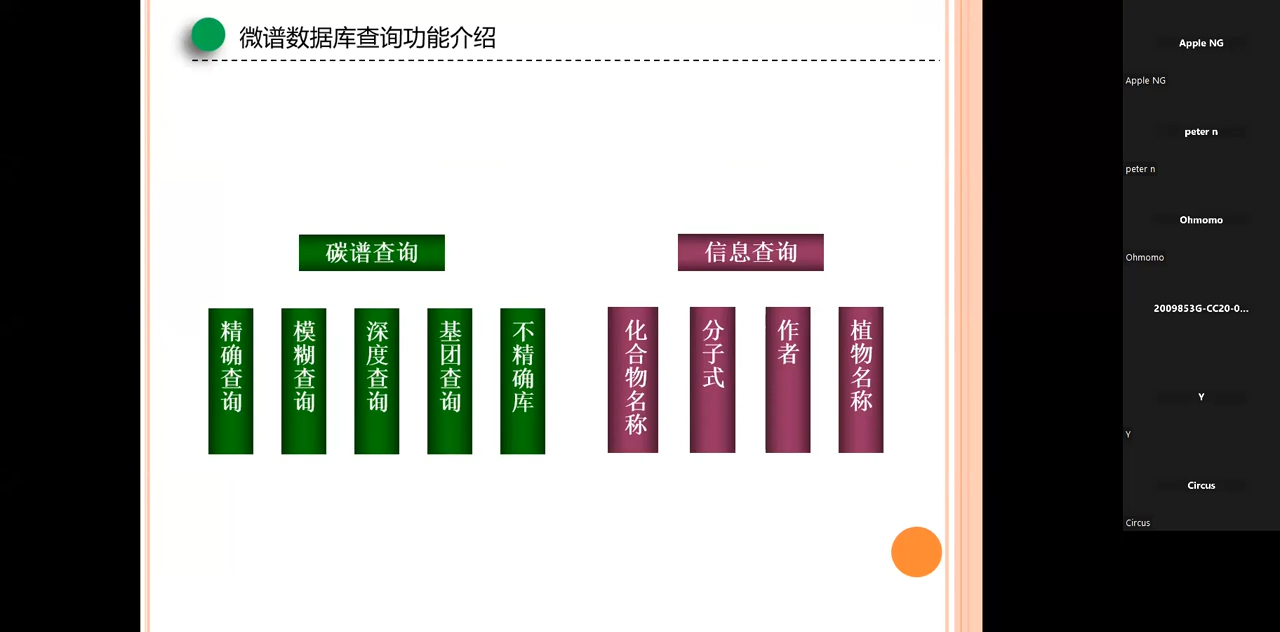 微谱数据库查询功能介绍
碳谱查询
信息查询
精确查询
模糊查询
深度查询
基团查询
不精确库
化合物名称
分子式
作者
植物名称
Apple NG
Apple NG
peter n
peter n
Ohmomo
Ohmomo
2009853G-CC20-0...
Y
Y
Circus
Circus